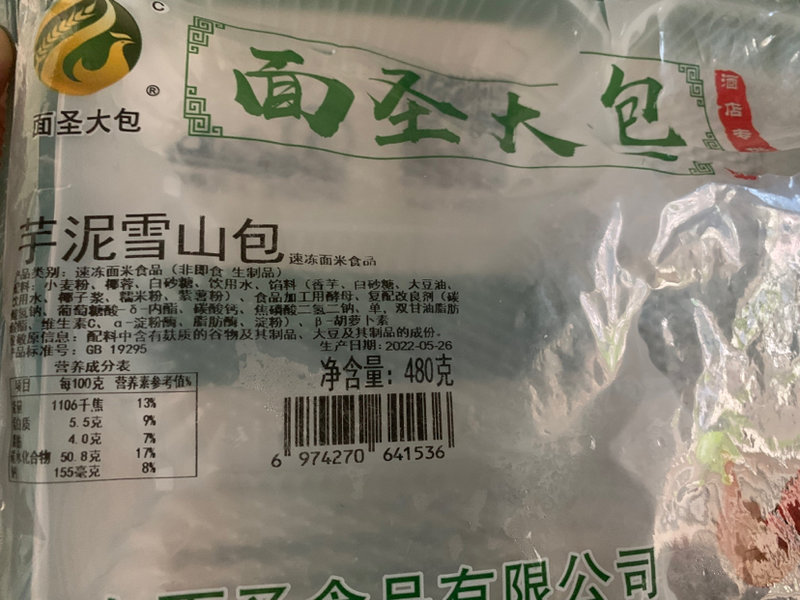 C
®
面圣大包
面圣大包
酒店专
芋泥雪山包
速冻面米食品
产品类别：速冻面米食品（非即食 生制品）
配料：小麦粉、椰蓉、白砂糖、饮用水、馅料（香芋、白砂糖、大豆油、
饮用水、椰子浆、糯米粉、紫薯粉）、食品加工用酵母、复配改良剂（碳
酸氢钠、葡萄糖酸-δ-内酯、碳酸钙、焦磷酸二氢二钠、单，双甘油脂肪
酸酯、维生素C、α-淀粉酶、脂肪酶、淀粉）、β-胡萝卜素
致敏原信息：配料中含有麸质的谷物及其制品、大豆及其制品的成份。
产品标准号：GB 19295
生产日期：2022-05-26
营养成分表
净含量：480克
项目 每100克 营养素参考值%
能量 1106千焦 13%
蛋白质 5.5克 9%
脂肪 4.0克 7%
碳水化合物 50.8克 17%
钠 155毫克 8%
6 974270 641536
面圣食品有限公司